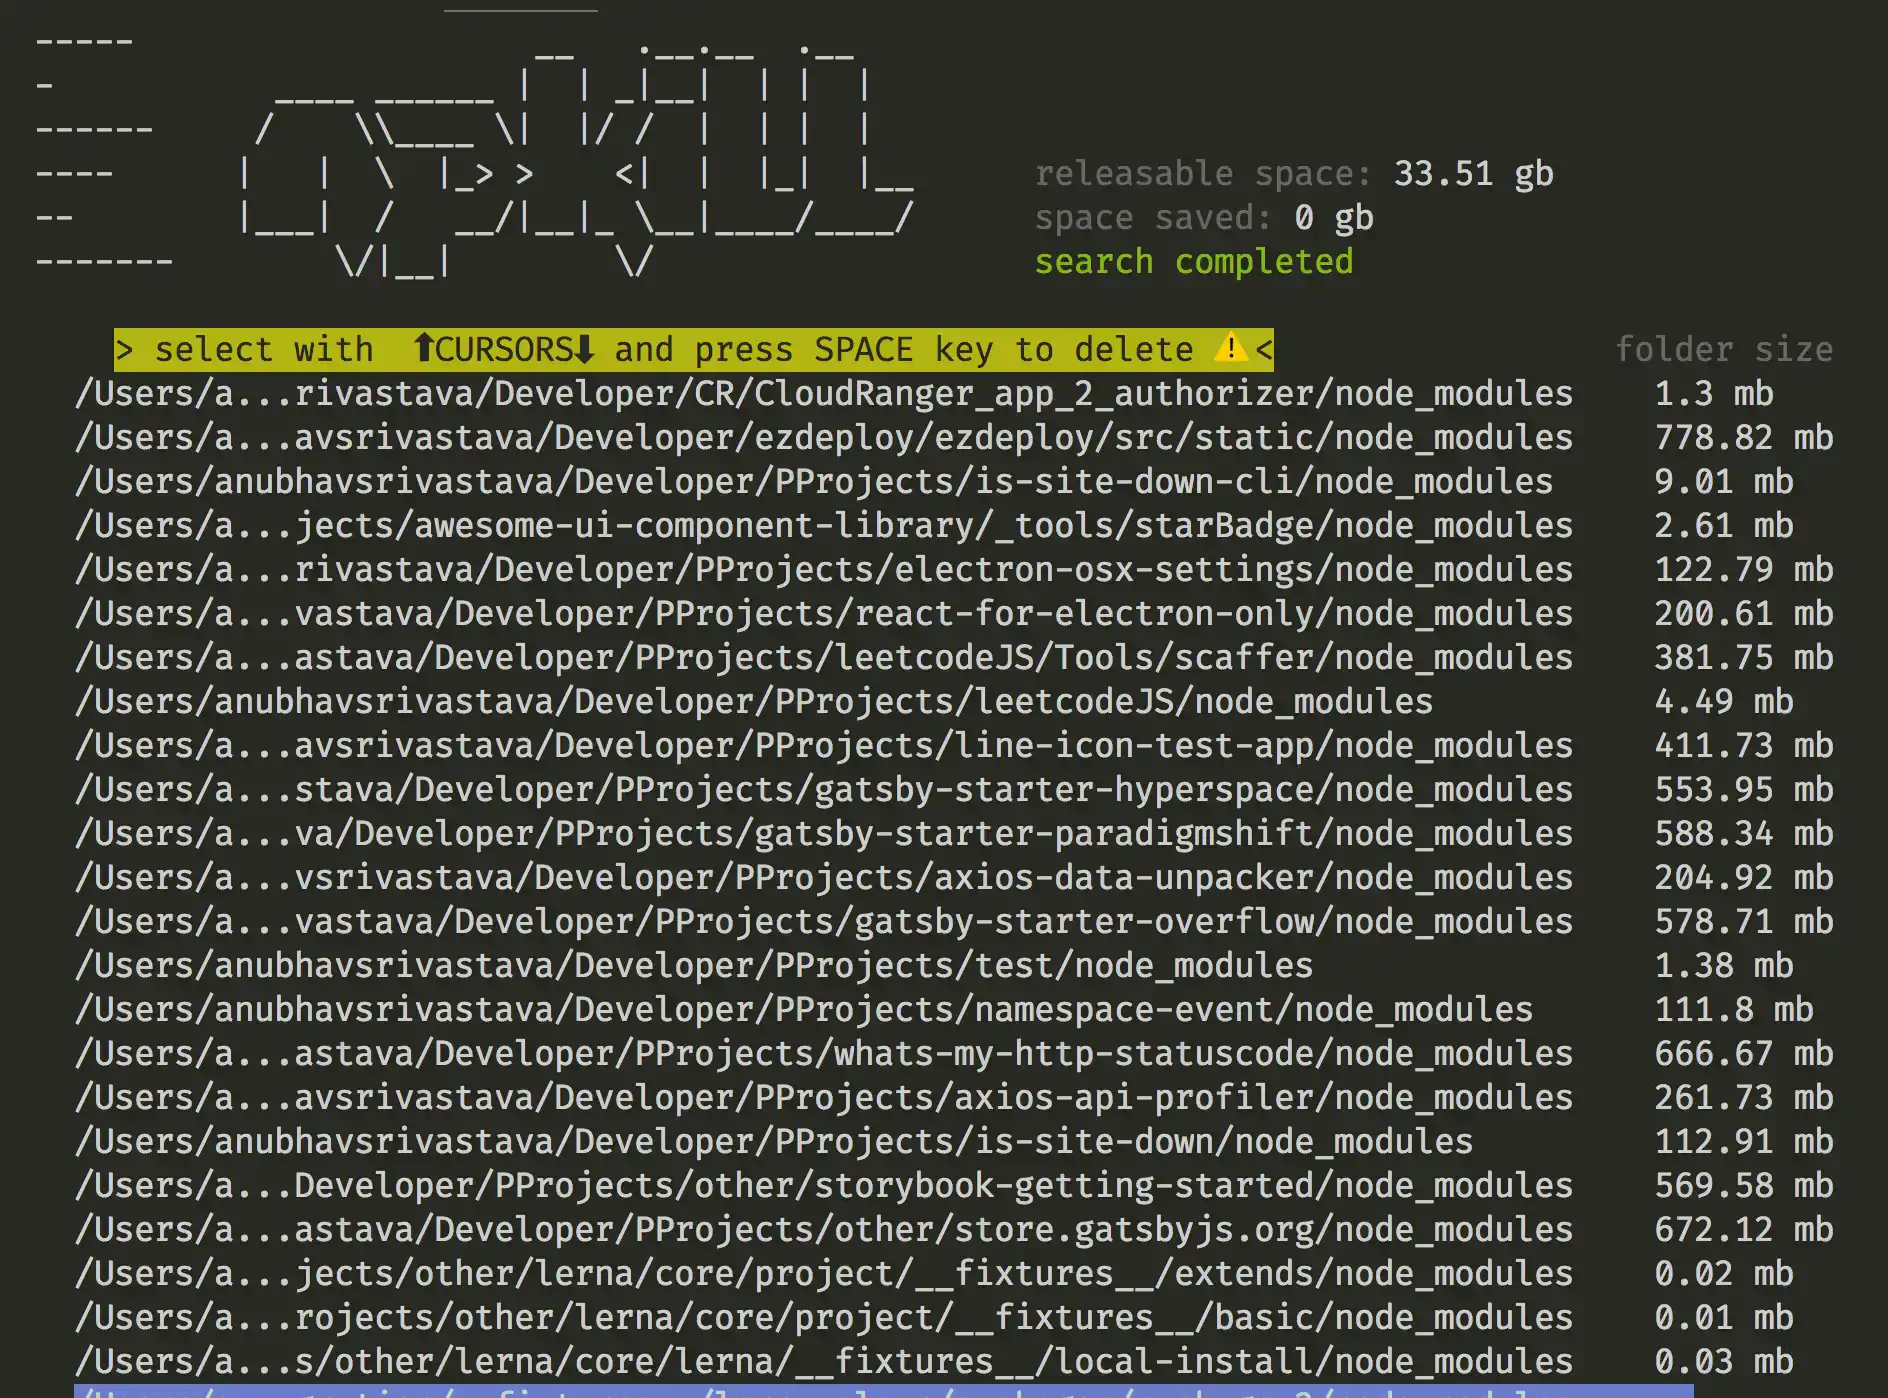 releasable space: 33.51 gb
space saved: 0 gb
search completed
> select with ⬆CURSORS⬇ and press SPACE key to delete ⚠<
folder size
/Users/a...rivastava/Developer/CR/CloudRanger_app_2_authorizer/node_modules 1.3 mb
/Users/a...avsrivastava/Developer/ezdeploy/ezdeploy/src/static/node_modules 778.82 mb
/Users/anubhavsrivastava/Developer/PProjects/is-site-down-cli/node_modules 9.01 mb
/Users/a...jects/awesome-ui-component-library/_tools/starBadge/node_modules 2.61 mb
/Users/a...rivastava/Developer/PProjects/electron-osx-settings/node_modules 122.79 mb
/Users/a...vastava/Developer/PProjects/react-for-electron-only/node_modules 200.61 mb
/Users/a...astava/Developer/PProjects/leetcodeJS/Tools/scaffer/node_modules 381.75 mb
/Users/anubhavsrivastava/Developer/PProjects/leetcodeJS/node_modules 4.49 mb
/Users/a...avsrivastava/Developer/PProjects/line-icon-test-app/node_modules 411.73 mb
/Users/a...stava/Developer/PProjects/gatsby-starter-hyperspace/node_modules 553.95 mb
/Users/a...va/Developer/PProjects/gatsby-starter-paradigmshift/node_modules 588.34 mb
/Users/a...vsrivastava/Developer/PProjects/axios-data-unpacker/node_modules 204.92 mb
/Users/a...vastava/Developer/PProjects/gatsby-starter-overflow/node_modules 578.71 mb
/Users/anubhavsrivastava/Developer/PProjects/test/node_modules 1.38 mb
/Users/anubhavsrivastava/Developer/PProjects/namespace-event/node_modules 111.8 mb
/Users/a...astava/Developer/PProjects/whats-my-http-statuscode/node_modules 666.67 mb
/Users/a...avsrivastava/Developer/PProjects/axios-api-profiler/node_modules 261.73 mb
/Users/anubhavsrivastava/Developer/PProjects/is-site-down/node_modules 112.91 mb
/Users/a...Developer/PProjects/other/storybook-getting-started/node_modules 569.58 mb
/Users/a...astava/Developer/PProjects/other/store.gatsbyjs.org/node_modules 672.12 mb
/Users/a...jects/other/lerna/core/project/__fixtures__/extends/node_modules 0.02 mb
/Users/a...rojects/other/lerna/core/project/__fixtures__/basic/node_modules 0.01 mb
/Users/a...s/other/lerna/core/lerna/__fixtures__/local-install/node_modules 0.03 mb